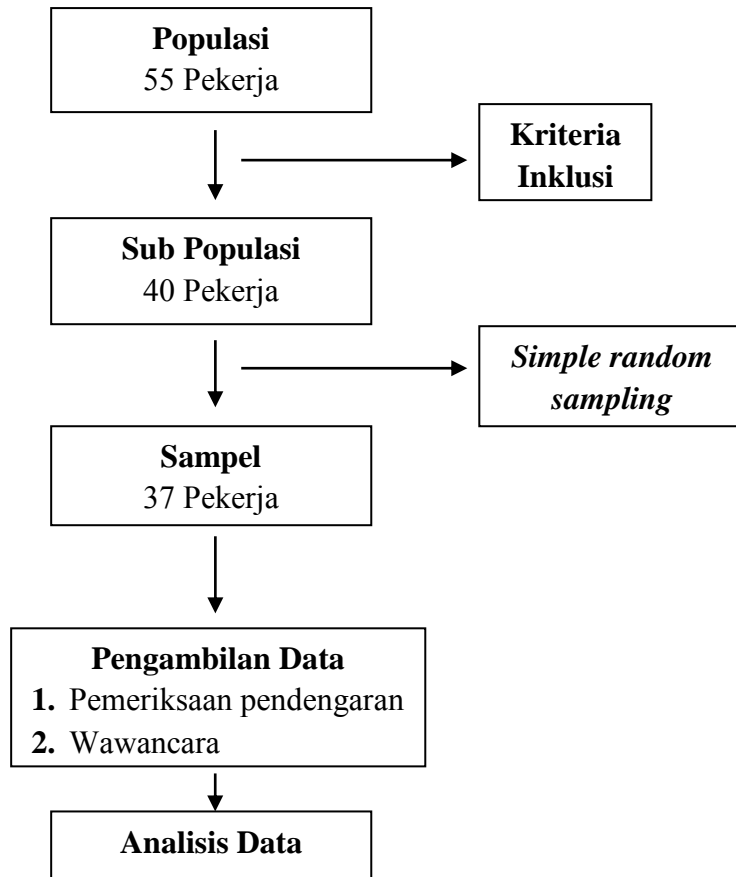 Populasi
55 Pekerja
Kriteria
Inklusi
Sub Populasi
40 Pekerja
Simple random
sampling
Sampel
37 Pekerja
Pengambilan Data
1. Pemeriksaan pendengaran
2. Wawancara
Analisis Data